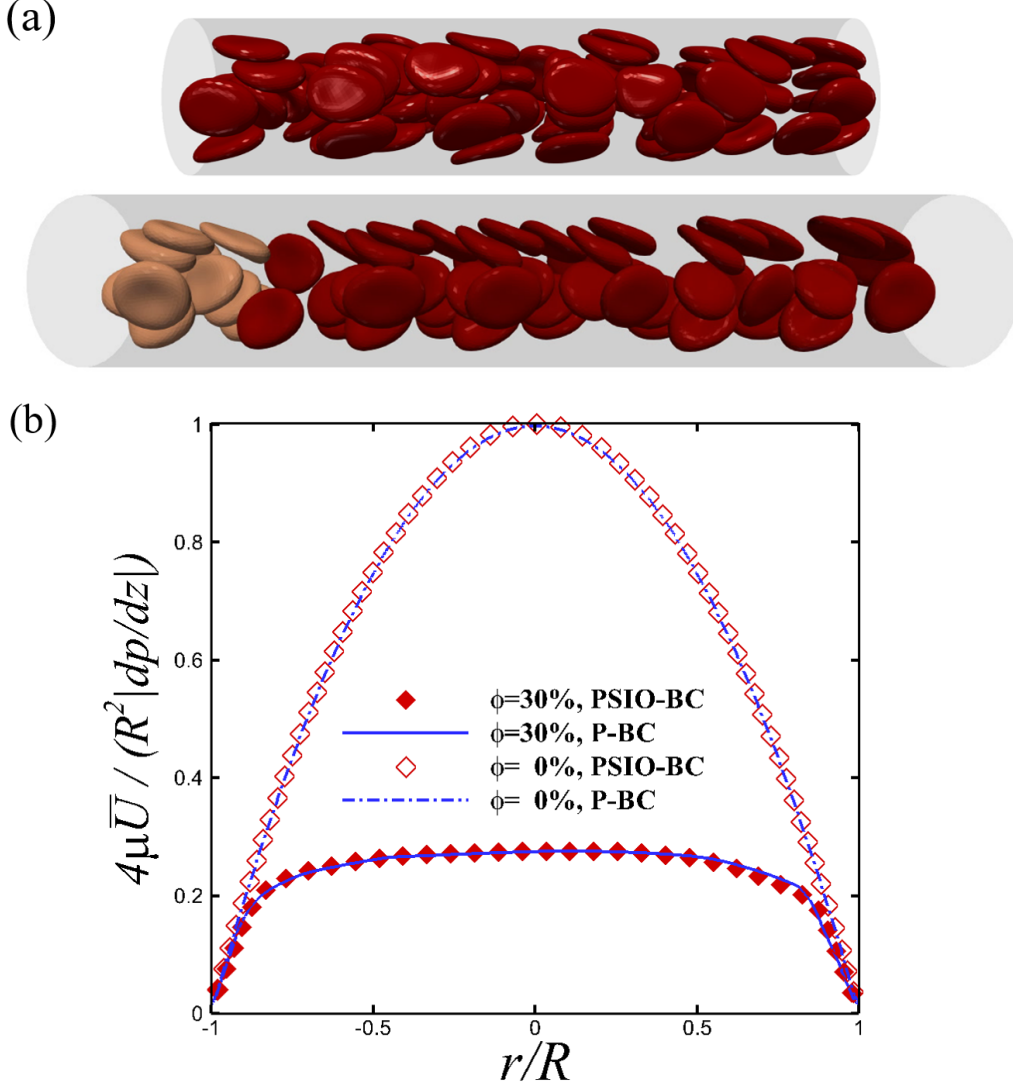 (a)
(b)
4μU̅ / (R²|dp/dz|)
1
0.8
0.6
0.4
0.2
0
ϕ=30%, PSIO-BC
ϕ=30%, P-BC
ϕ= 0%, PSIO-BC
ϕ= 0%, P-BC
-1 -0.5 0 0.5 1
r/R